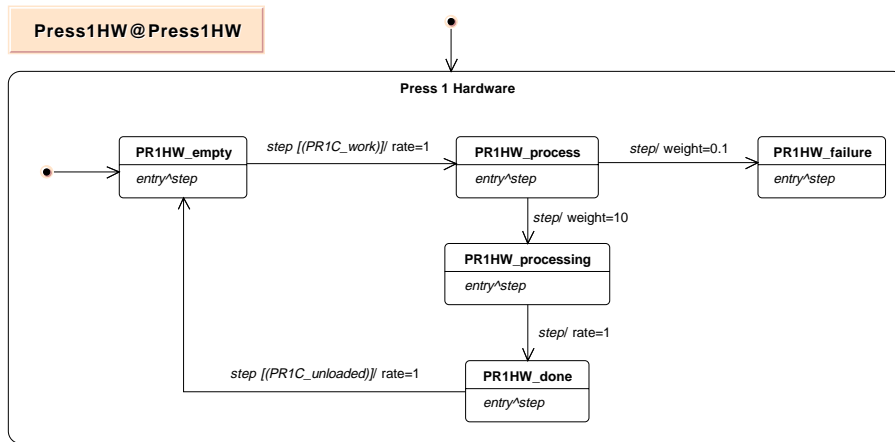 Press1HW@Press1HW
Press 1 Hardware
PR1HW_empty
entry^step
step [(PR1C_work)]/ rate=1
PR1HW_process
entry^step
step/ weight=0.1
PR1HW_failure
entry^step
step/ weight=10
PR1HW_processing
entry^step
step/ rate=1
step [(PR1C_unloaded)]/ rate=1
PR1HW_done
entry^step